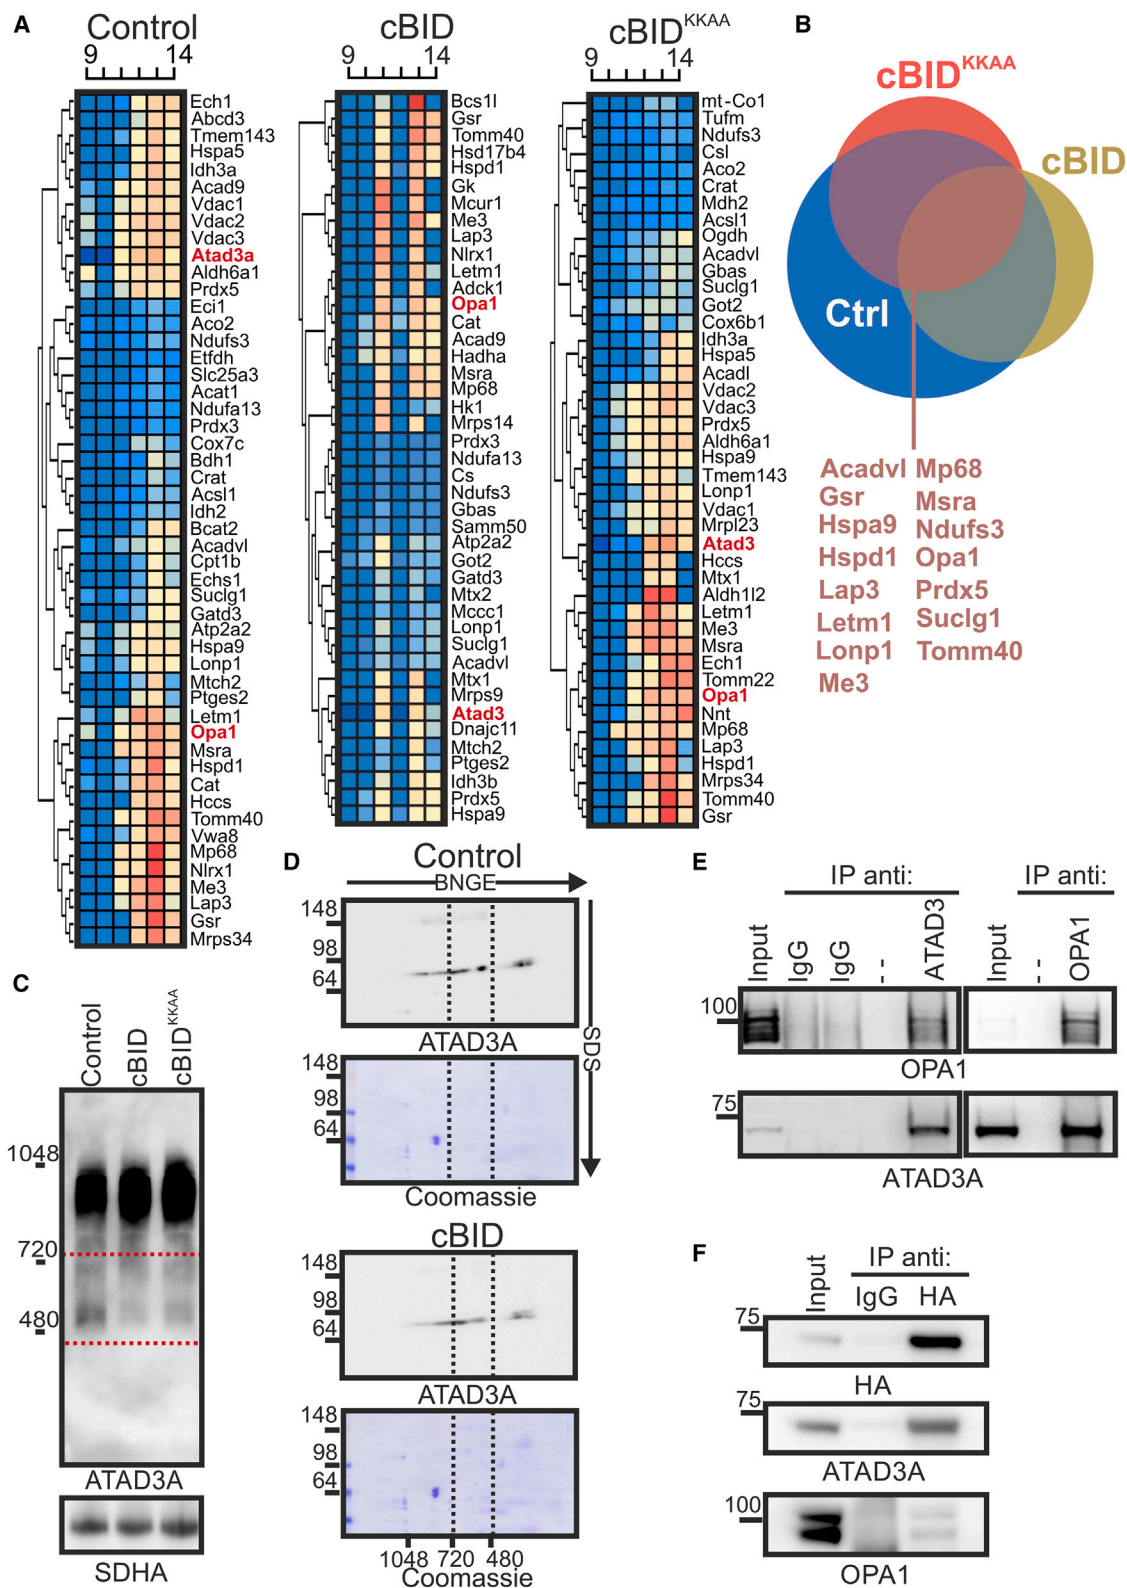 A
Control
9 14
Ech1
Abcd3
Tmem143
Hspa5
Idh3a
Acad9
Vdac1
Vdac2
Vdac3
Atad3a
Aldh6a1
Prdx5
Eci1
Aco2
Ndufs3
Etfdh
Slc25a3
Acat1
Ndufa13
Prdx3
Cox7c
Bdh1
Crat
Acsl1
Idh2
Bcat2
Acadvl
Cpt1b
Echs1
Suclg1
Gatd3
Atp2a2
Hspa9
Lonp1
Mtch2
Ptges2
Letm1
Opa1
Msra
Hspd1
Cat
Hccs
Tomm40
Vwa8
Mp68
Nlrx1
Me3
Lap3
Gsr
Mrps34
cBID
9 14
Bcs1l
Gsr
Tomm40
Hsd17b4
Hspd1
Gk
Mcur1
Me3
Lap3
Nlrx1
Letm1
Adck1
Opa1
Cat
Acad9
Hadha
Msra
Mp68
Hk1
Mrps14
Prdx3
Ndufa13
Cs
Ndufs3
Gbas
Samm50
Atp2a2
Got2
Gatd3
Mtx2
Mccc1
Lonp1
Suclg1
Acadvl
Mtx1
Mrps9
Atad3
Dnajc11
Mtch2
Ptges2
Idh3b
Prdx5
Hspa9
cBIDKKAA
9 14
mt-Co1
Tufm
Ndufs3
Csl
Aco2
Crat
Mdh2
Acsl1
Ogdh
Acadvl
Gbas
Suclg1
Got2
Cox6b1
Idh3a
Hspa5
Acadl
Vdac2
Vdac3
Prdx5
Aldh6a1
Hspa9
Tmem143
Lonp1
Vdac1
Mrpl23
Atad3
Hccs
Mtx1
Aldh1l2
Letm1
Me3
Msra
Ech1
Tomm22
Opa1
Nnt
Mp68
Lap3
Hspd1
Mrps34
Tomm40
Gsr
B
cBIDKKAA
cBID
Ctrl
Acadvl Mp68
Gsr Msra
Hspa9 Ndufs3
Hspd1 Opa1
Lap3 Prdx5
Letm1 Suclg1
Lonp1 Tomm40
Me3
C
Control
cBID
cBIDKKAA
1048
720
480
ATAD3A
SDHA
D
Control
BNGE
SDS
148
98
64
ATAD3A
148
98
64
Coomassie
cBID
148
98
64
ATAD3A
148
98
64
1048 720 480
Coomassie
E
IP anti: IP anti:
Input IgG IgG -- ATAD3 Input -- OPA1
100
OPA1
75
ATAD3A
F
IP anti:
Input IgG HA
75
HA
75
ATAD3A
100
OPA1